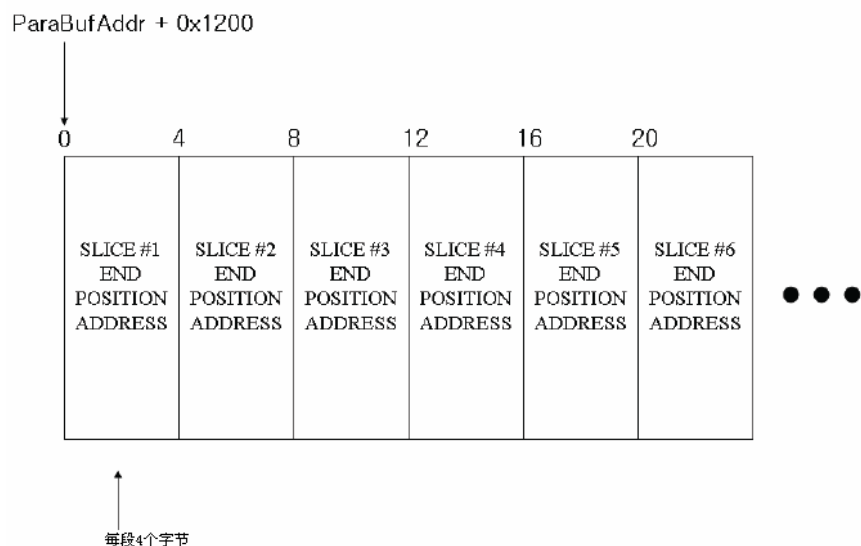 ParaBufAddr + 0x1200
0 4 8 12 16 20
SLICE #1 END POSITION ADDRESS
SLICE #2 END POSITION ADDRESS
SLICE #3 END POSITION ADDRESS
SLICE #4 END POSITION ADDRESS
SLICE #5 END POSITION ADDRESS
SLICE #6 END POSITION ADDRESS
每段4个字节